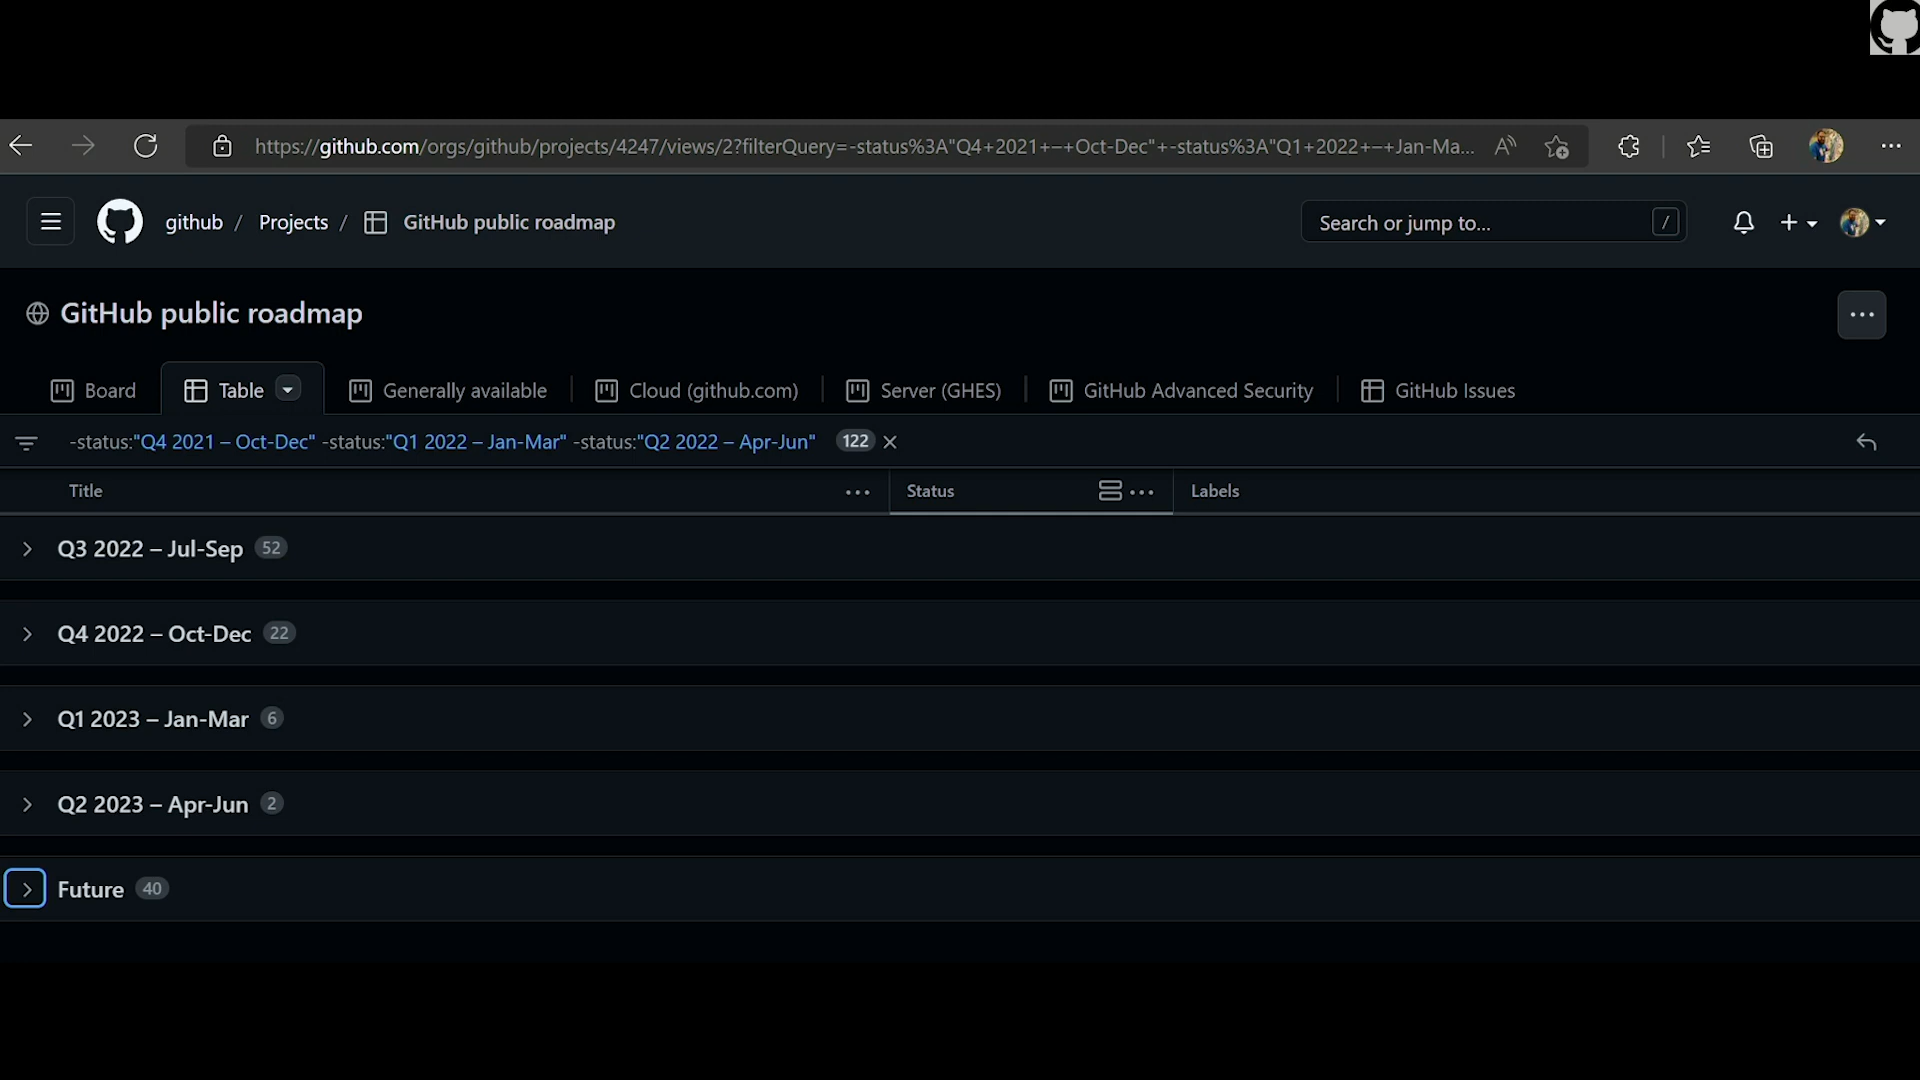 https://github.com/orgs/github/projects/4247/views/2?filterQuery=-status%3A"Q4+2021+–+Oct-Dec"+-status%3A"Q1+2022+–+Jan-Ma...
github / Projects / GitHub public roadmap
Search or jump to... /
GitHub public roadmap
Board Table Generally available Cloud (github.com) Server (GHES) GitHub Advanced Security GitHub Issues
-status:"Q4 2021 – Oct-Dec" -status:"Q1 2022 – Jan-Mar" -status:"Q2 2022 – Apr-Jun" 122
Title Status Labels
Q3 2022 – Jul-Sep 52
Q4 2022 – Oct-Dec 22
Q1 2023 – Jan-Mar 6
Q2 2023 – Apr-Jun 2
Future 40